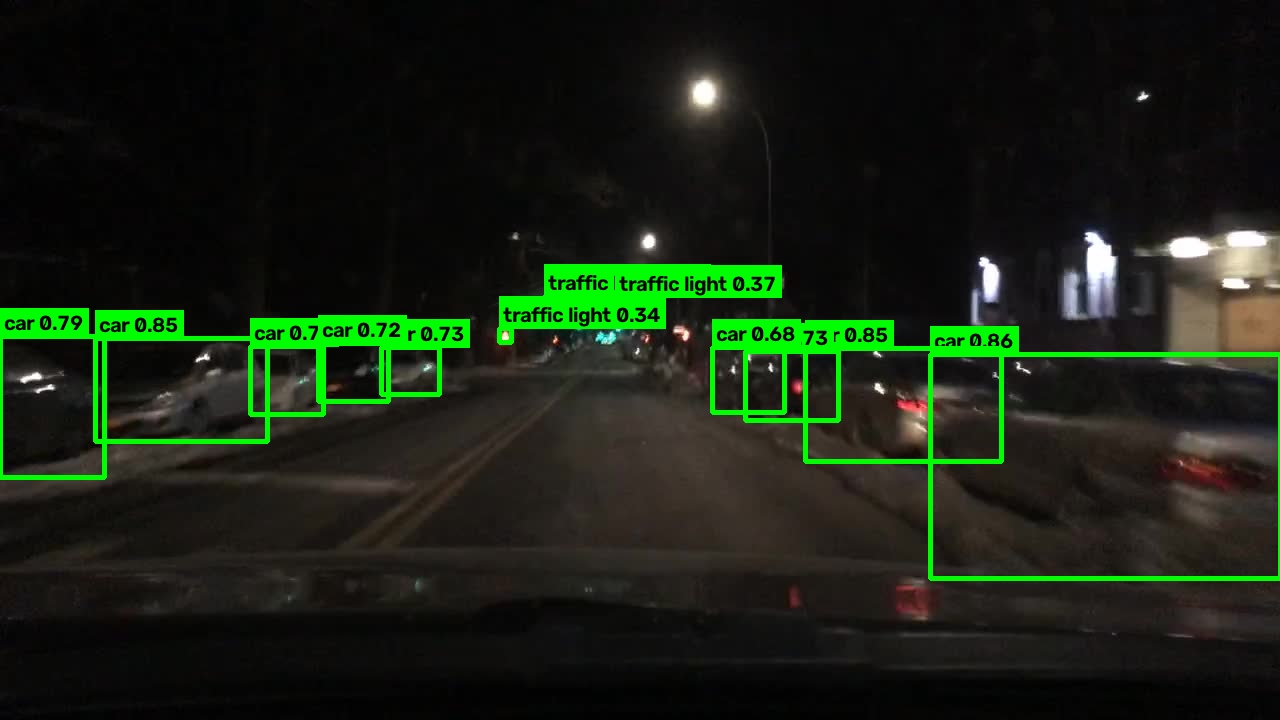 traffic traffic light 0.37
traffic light 0.34
car 0.79
car 0.85
car 0.7
car 0.72
r 0.73
car 0.68
73
r 0.85
car 0.86